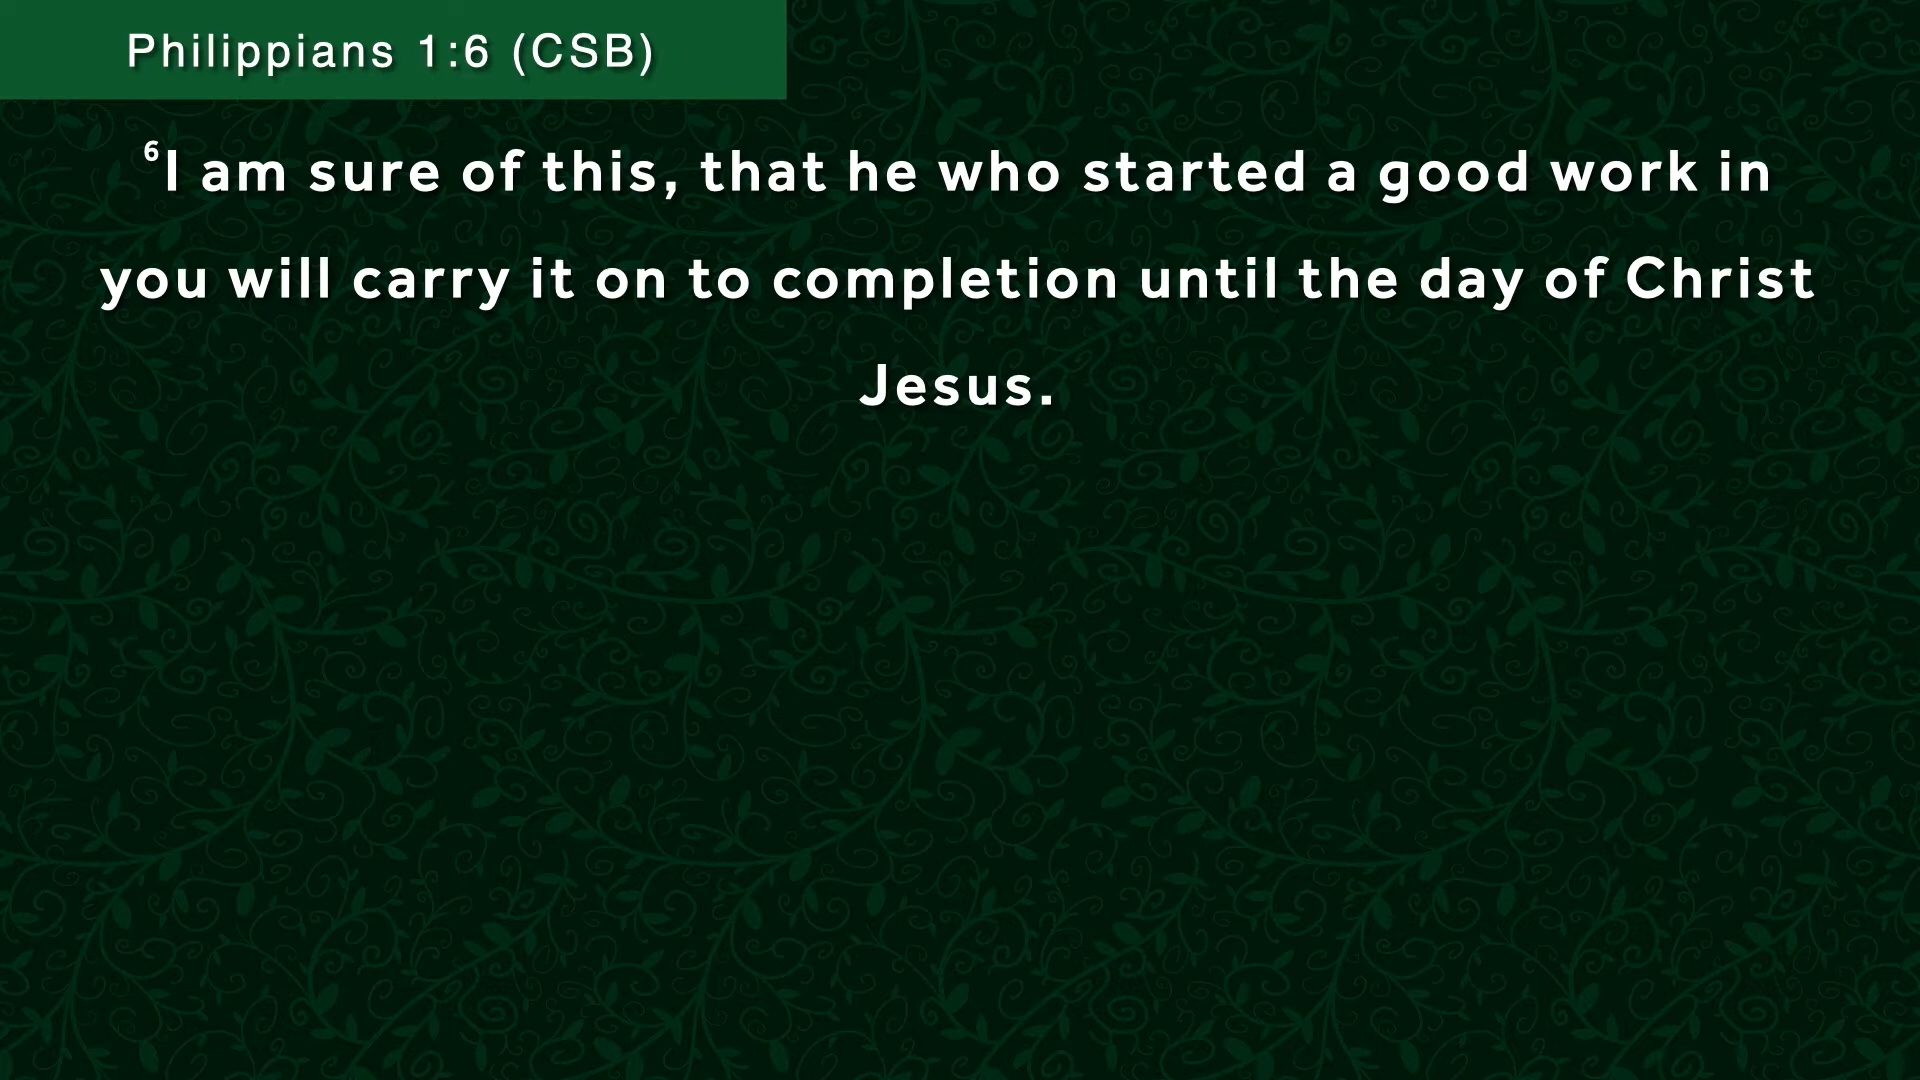 Philippians 1:6 (CSB)
⁶I am sure of this, that he who started a good work in
you will carry it on to completion until the day of Christ
Jesus.